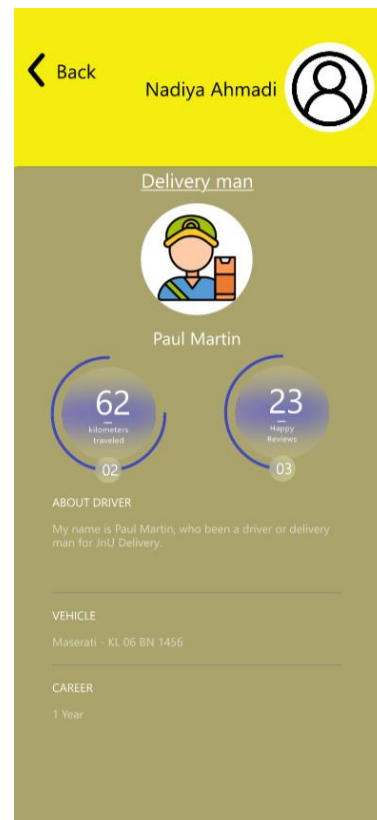 Back
Nadiya Ahmadi
Delivery man
Paul Martin
62
kilometers
traveled
02
23
Happy
Reviews
03
ABOUT DRIVER
My name is Paul Martin, who been a driver or delivery
man for JnU Delivery.
VEHICLE
Maserati - KL 06 BN 1456
CAREER
1 Year